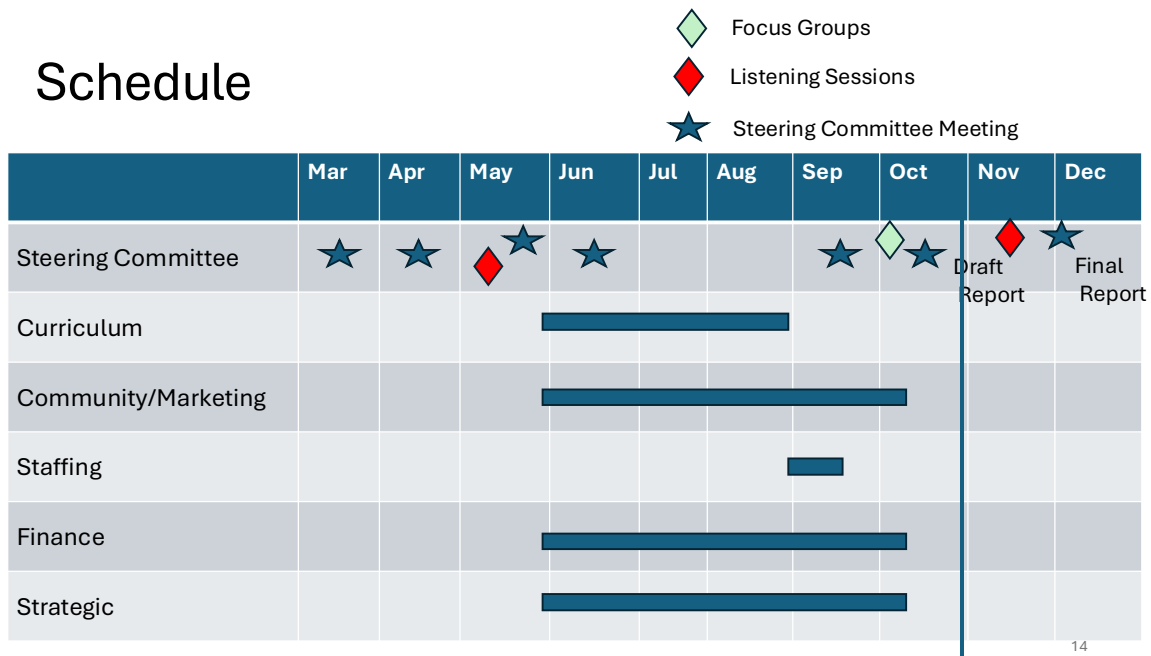 Schedule
Focus Groups
Listening Sessions
Steering Committee Meeting
Mar Apr May Jun Jul Aug Sep Oct Nov Dec
Steering Committee
Draft
Report
Final
Report
Curriculum
Community/Marketing
Staffing
Finance
Strategic
14